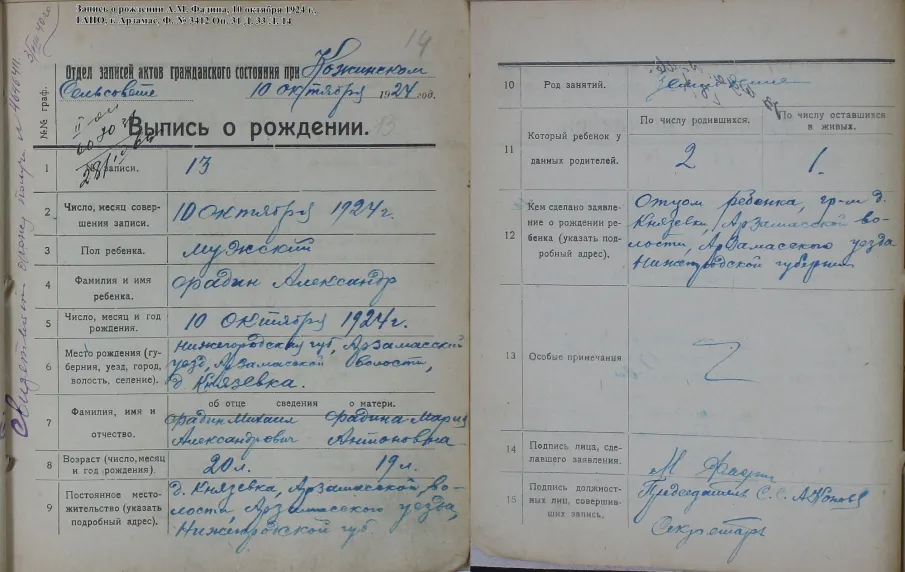 Запись о рождении А.М. Фадина, 10 октября 1924 г.,
ГАНО, г. Арзамас, Ф. № 3412 Оп. 31 Д. 33 Л. 14
14
Отдел записей актов гражданского состояния при Кожинском
Сельсовете 10 октября 1924 год.
№№ граф.
Выпись о рождении. 13
1 записи. 13
2 Число, месяц совершения записи. 10 октября 1924 г.
3 Пол ребенка. Мужский
4 Фамилия и имя ребенка. Фадин Александр
5 Число, месяц и год рождения. 10 октября 1924 г.
6 Место рождения (губерния, уезд, город, волость, селение). Нижегородская губ, Арзамасский
уезд, Арзамасской волости,
д. Князевка.
7 Фамилия, имя и отчество.
об отце сведения о матери.
Фадин Михаил Фадина Мария
Александрович Антоновна
8 Возраст (число, месяц и год рождения). 20 л. 19 л.
9 Постоянное местожительство (указать подробный адрес). д. Князевка, Арзамасской во-
лости, Арзамасского уезда,
Нижегородской губ.
10 Род занятий.
11 Который ребенок у данных родителей.
По числу родившихся. По числу оставшихся в живых.
2 1.
12 Кем сделано заявление о рождении ребенка (указать подробный адрес). Отцом ребенка, гр-м д.
Князевки, Арзамасской во-
лости, Арзамасского уезда
Нижегородской губернии
13 Особые примечания
14 Подпись лица, сделавшего заявления. М Фадин
15 Подпись должностных лиц, совершивших запись. Председатель С. С.
Секретарь